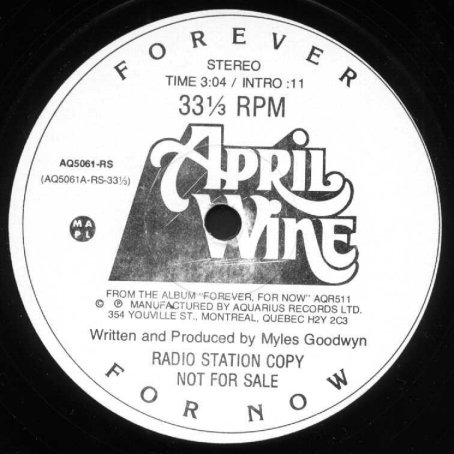 FOREVER
STEREO
TIME 3:04 / INTRO :11
33⅓ RPM
APRIL
WINE
AQ5061-RS
(AQ5061A-RS-33⅓)
MA
PL
FROM THE ALBUM "FOREVER, FOR NOW" AQR511
© ℗ MANUFACTURED BY AQUARIUS RECORDS LTD.
354 YOUVILLE ST., MONTREAL, QUEBEC H2Y 2C3
Written and Produced by Myles Goodwyn
RADIO STATION COPY
NOT FOR SALE
FOR NOW